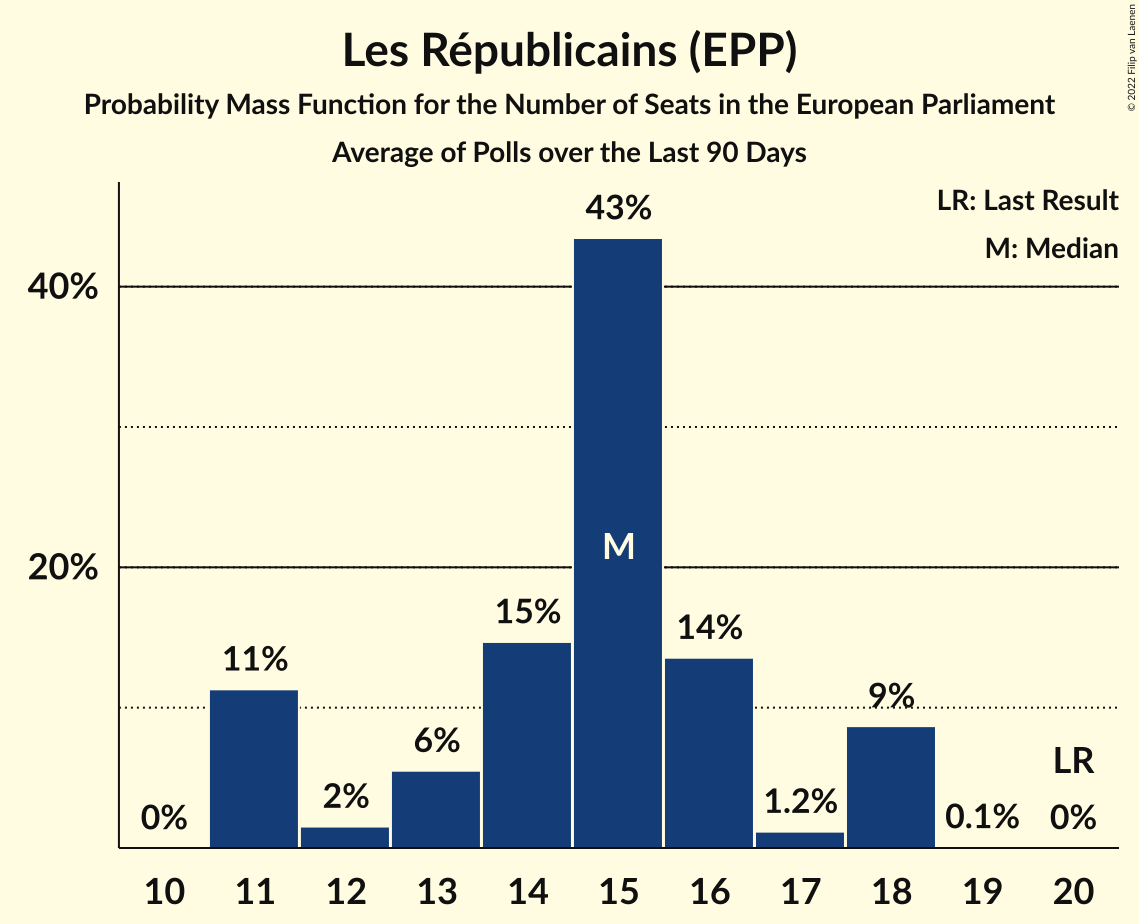 Les Républicains (EPP)
Probability Mass Function for the Number of Seats in the European Parliament
Average of Polls over the Last 90 Days
© 2022 Filip van Laenen
LR: Last Result
M: Median
40%
20%
0%
11%
2%
6%
15%
43%
M
14%
1.2%
9%
0.1%
LR
0%
10 11 12 13 14 15 16 17 18 19 20